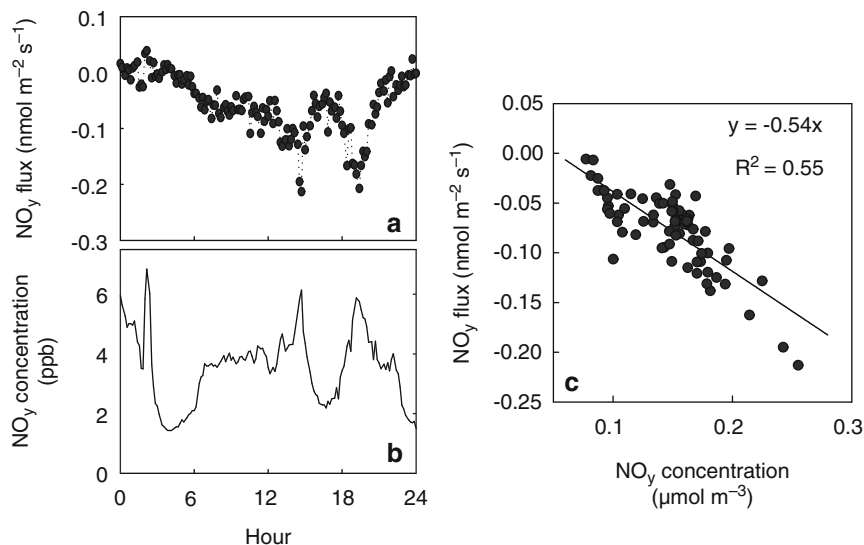 0.1
0.0
-0.1
-0.2
-0.3
NOy flux (nmol m–2 s–1)
a
6
4
2
0
NOy concentration
(ppb)
b
0 6 12 18 24
Hour
0.05
0.00
-0.05
-0.10
-0.15
-0.20
-0.25
NOy flux (nmol m–2 s–1)
y = -0.54x
R2 = 0.55
c
0.1 0.2 0.3
NOy concentration
(µmol m–3)